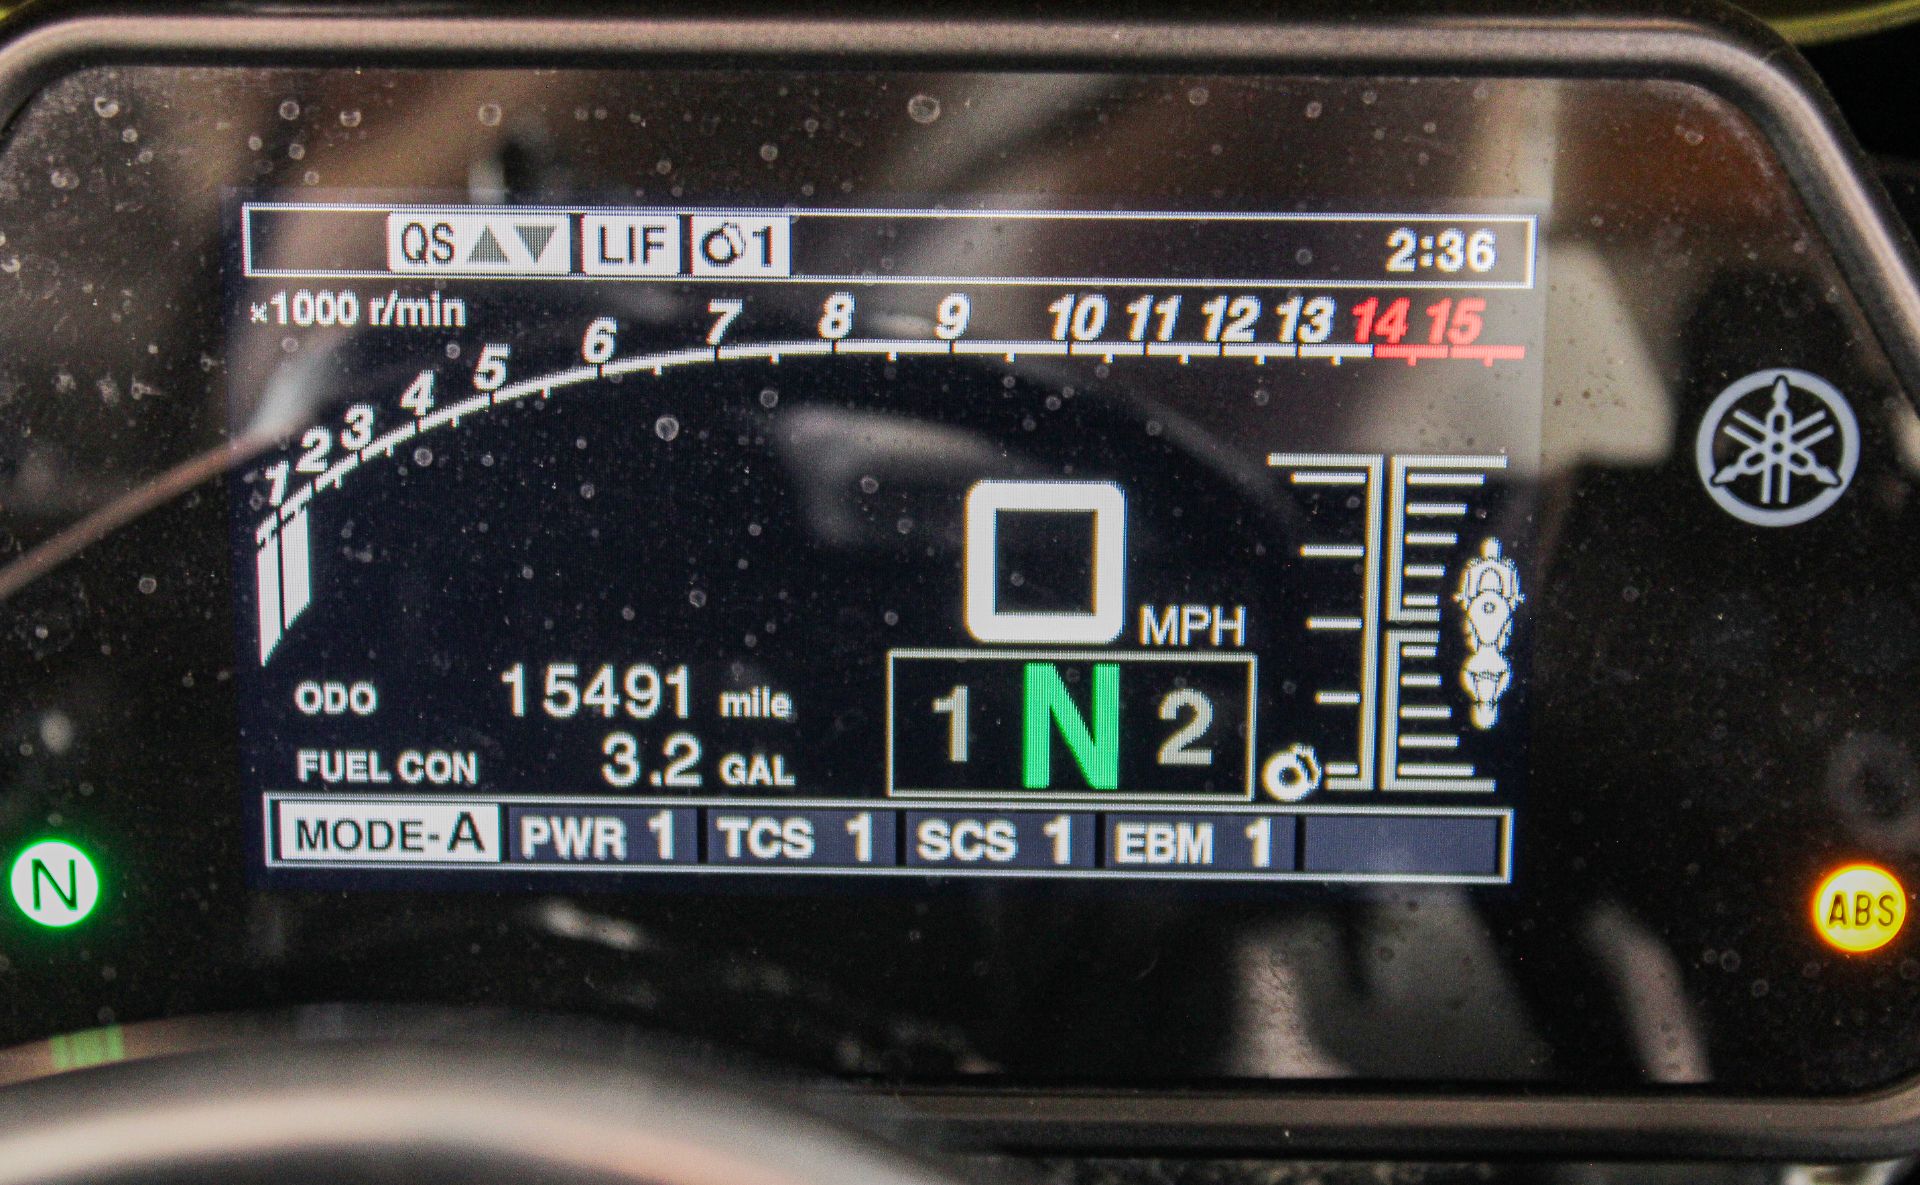 QS ▲▼ LIF 1 2:36
×1000 r/min
1 2 3 4 5 6 7 8 9 10 11 12 13 14 15
0 MPH
ODO 15491 mile
1 N 2
FUEL CON 3.2 GAL
MODE-A PWR 1 TCS 1 SCS 1 EBM 1
N
ABS